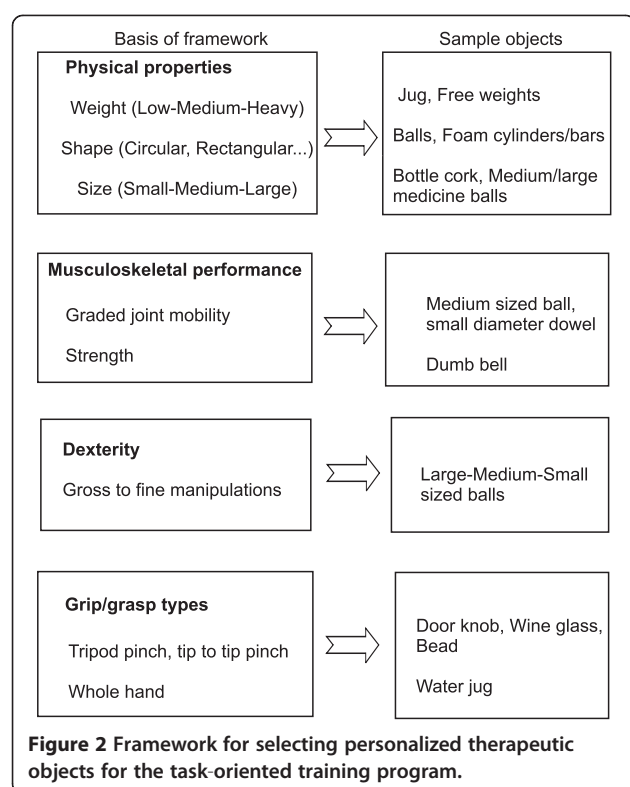 Basis of framework
Sample objects
Physical properties
Weight (Low-Medium-Heavy)
Shape (Circular, Rectangular...)
Size (Small-Medium-Large)
Jug, Free weights
Balls, Foam cylinders/bars
Bottle cork, Medium/large
medicine balls
Musculoskeletal performance
Graded joint mobility
Strength
Medium sized ball,
small diameter dowel
Dumb bell
Dexterity
Gross to fine manipulations
Large-Medium-Small
sized balls
Grip/grasp types
Tripod pinch, tip to tip pinch
Whole hand
Door knob, Wine glass,
Bead
Water jug
Figure 2 Framework for selecting personalized therapeutic
objects for the task-oriented training program.